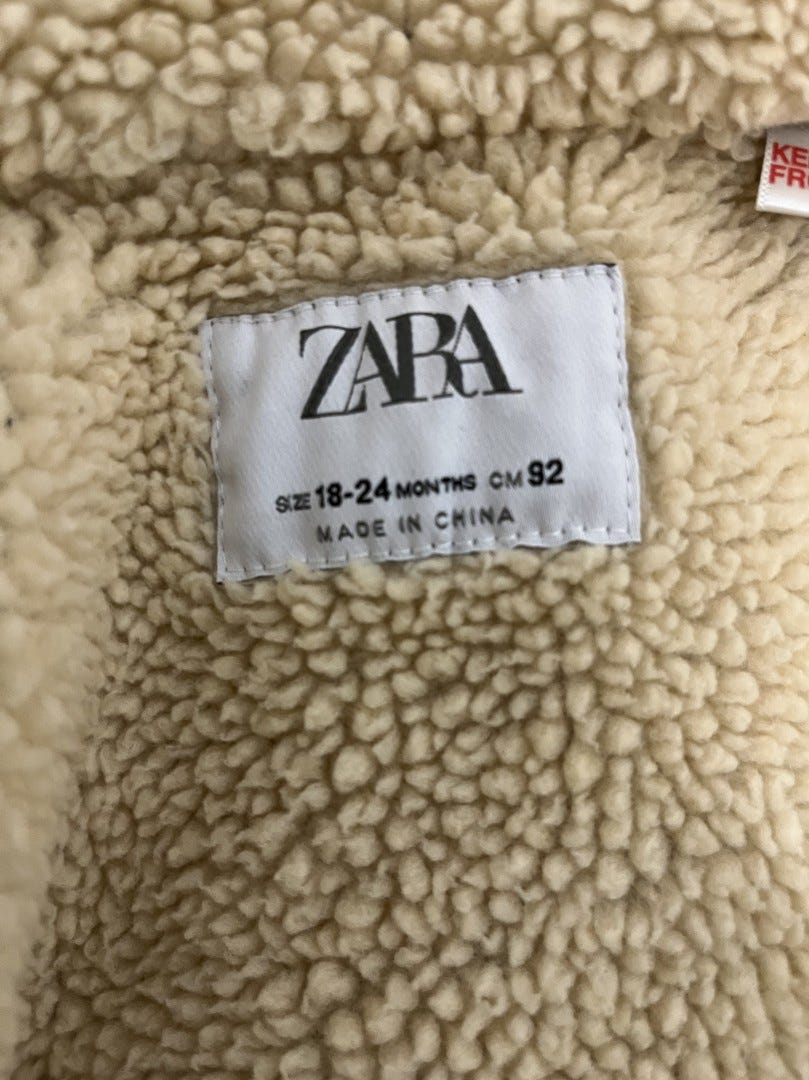 ZARA
SIZE 18-24 MONTHS CM 92
MADE IN CHINA